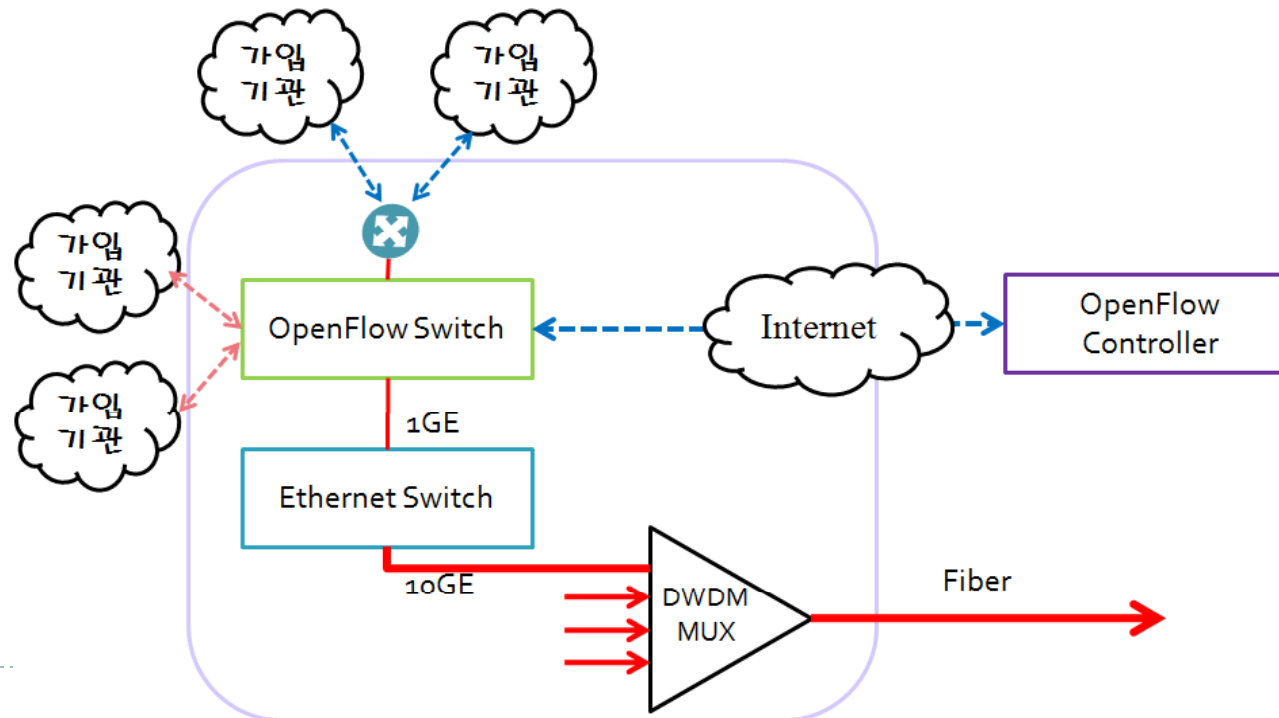 가입
기관
가입
기관
가입
기관
OpenFlow Switch
Internet
OpenFlow
Controller
가입
기관
1GE
Ethernet Switch
10GE
DWDM
MUX
Fiber